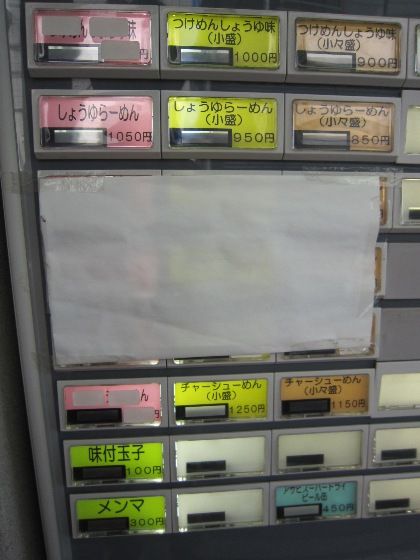 味
円
つけめんしょうゆ味
(小盛)
1000円
つけめんしょうゆ味
(小々盛)
900円
しょうゆらーめん
1050円
しょうゆらーめん
(小盛)
950円
しょうゆらーめん
(小々盛)
850円
ん
円
チャーシューめん
(小盛)
1250円
チャーシューめん
(小々盛)
1150円
味付玉子
100円
メンマ
300円
アサヒスーパードライ
ビール缶
450円